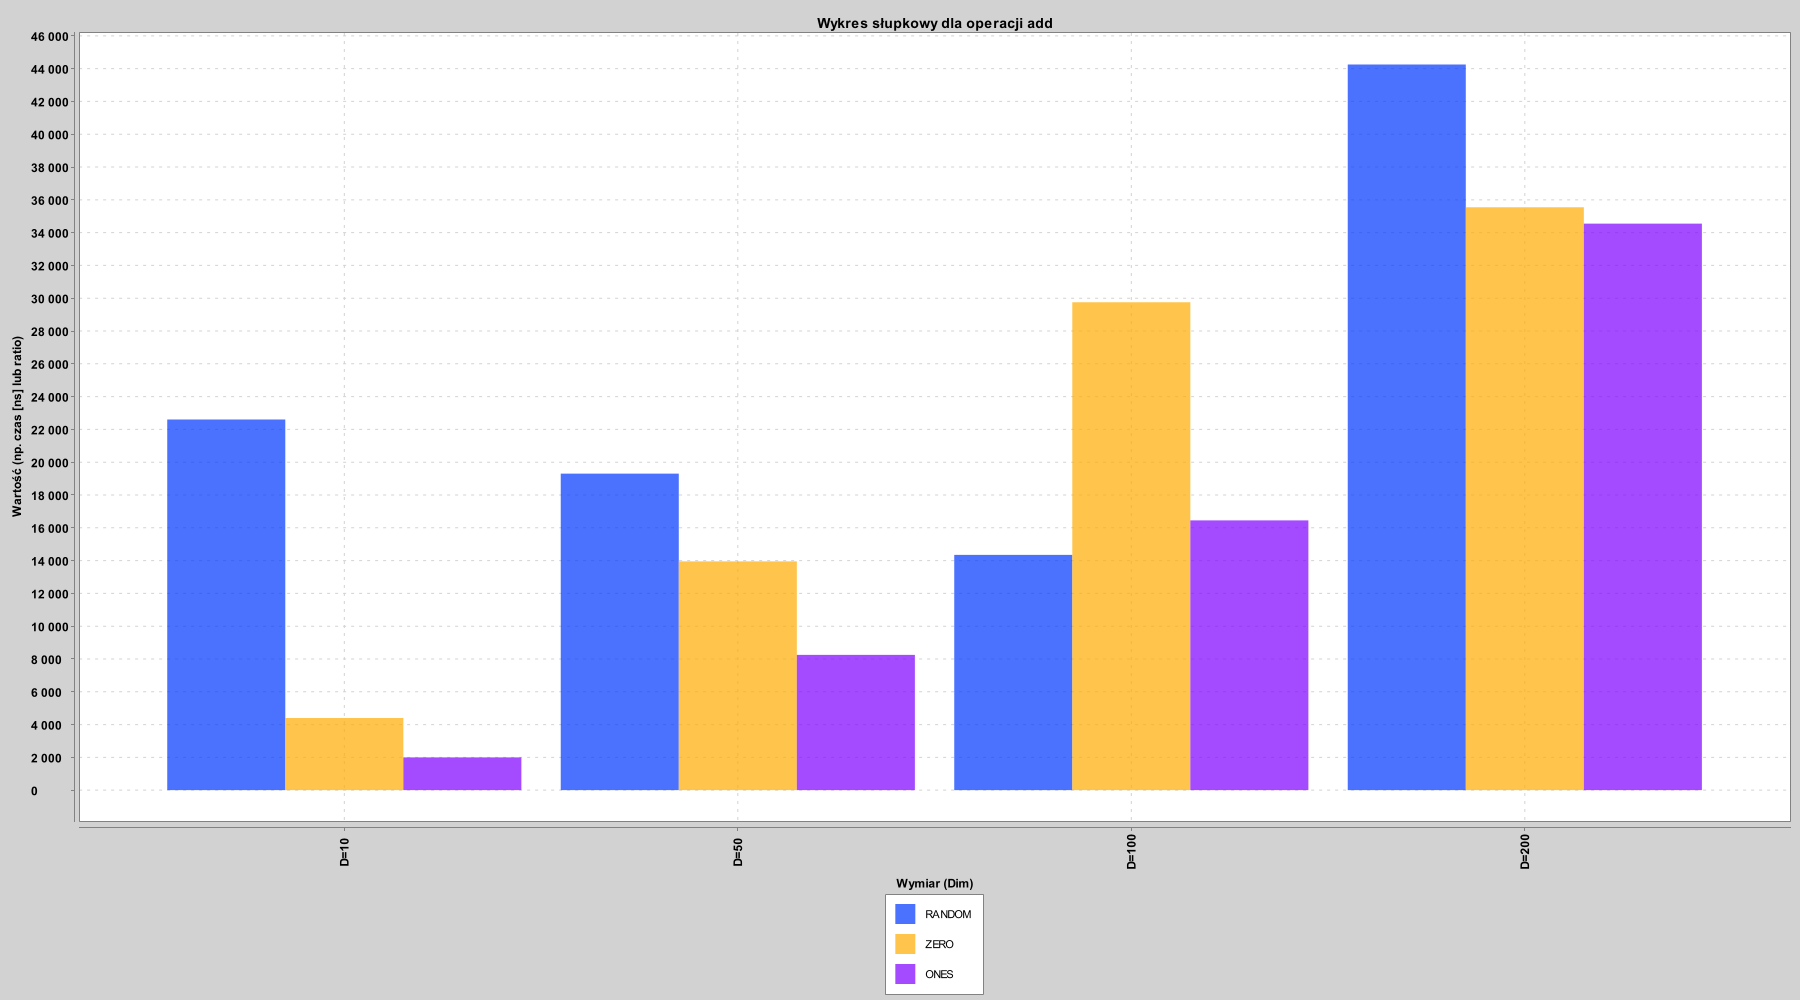 Wykres słupkowy dla operacji add
Wartość (np. czas [ns] lub ratio)
46 000
44 000
42 000
40 000
38 000
36 000
34 000
32 000
30 000
28 000
26 000
24 000
22 000
20 000
18 000
16 000
14 000
12 000
10 000
8 000
6 000
4 000
2 000
0
D=10
D=50
D=100
D=200
Wymiar (Dim)
RANDOM
ZERO
ONES